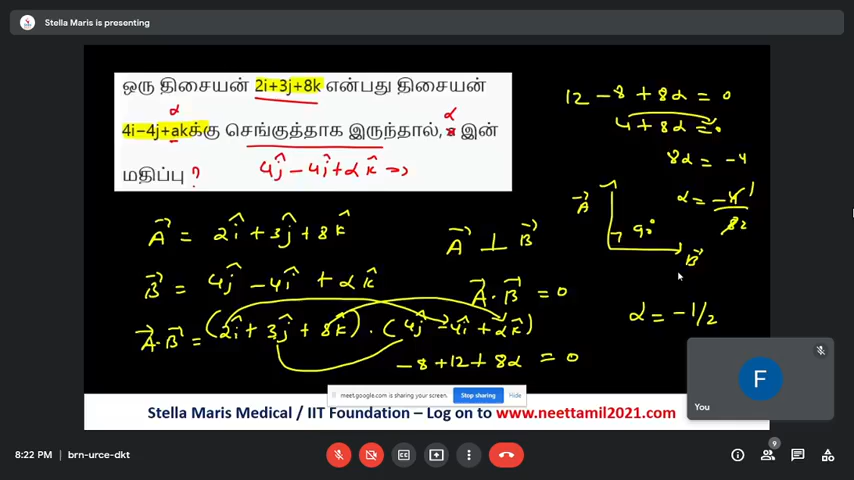 Stella Maris is presenting
ஒரு திசையன் 2i+3j+8k என்பது திசையன்
α
4i−4j+akக்கு செங்குத்தாக இருந்தால், இன்
α
மதிப்பு ?
4ĵ − 4î + α k̂ ⇒
12 − 8 + 8α = 0
4 + 8α = 0
8α = −4
α = −4/8
1
2
A⃗
90°
B⃗
A⃗ = 2î + 3ĵ + 8k̂
A⃗ ⊥ B⃗
B⃗ = 4ĵ − 4î + αk̂
A⃗ · B⃗ = 0
α = −1/2
A⃗·B⃗ = (2î + 3ĵ + 8k̂) · (4ĵ − 4î + αk̂)
−8 + 12 + 8α = 0
meet.google.com is sharing your screen. Stop sharing Hide
Stella Maris Medical / IIT Foundation – Log on to www.neettamil2021.com
F
You
8:22 PM | brn-urce-dkt
9